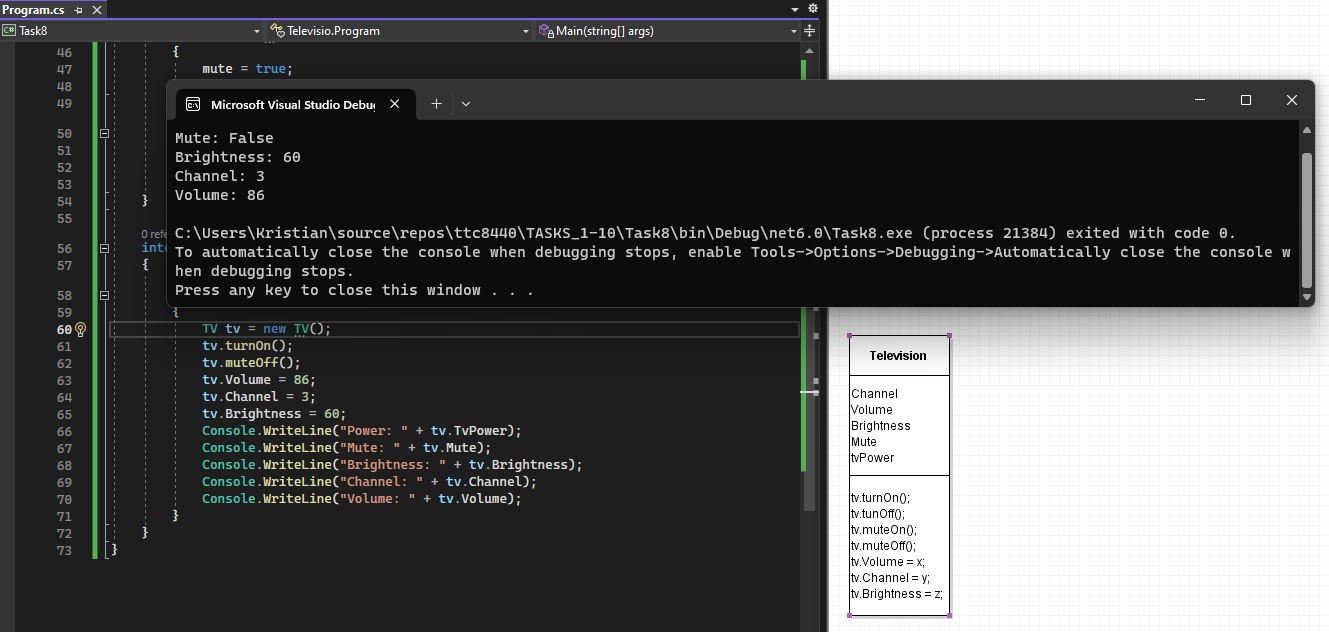 Program.cs
Task8
Televisio.Program
Main(string[] args)
46 {
47 mute = true;
48
49
50
51
52
53
54 }
55
0 refe
56 inte
57 {
58
59 {
60 TV tv = new TV();
61 tv.turnOn();
62 tv.muteOff();
63 tv.Volume = 86;
64 tv.Channel = 3;
65 tv.Brightness = 60;
66 Console.WriteLine("Power: " + tv.TvPower);
67 Console.WriteLine("Mute: " + tv.Mute);
68 Console.WriteLine("Brightness: " + tv.Brightness);
69 Console.WriteLine("Channel: " + tv.Channel);
70 Console.WriteLine("Volume: " + tv.Volume);
71 }
72 }
73 }
Microsoft Visual Studio Debug
Mute: False
Brightness: 60
Channel: 3
Volume: 86
C:\Users\Kristian\source\repos\ttc8440\TASKS_1-10\Task8\bin\Debug\net6.0\Task8.exe (process 21384) exited with code 0.
To automatically close the console when debugging stops, enable Tools->Options->Debugging->Automatically close the console w
hen debugging stops.
Press any key to close this window . . .
Television
Channel
Volume
Brightness
Mute
tvPower
tv.turnOn();
tv.tunOff();
tv.muteOn();
tv.muteOff();
tv.Volume = x;
tv.Channel = y;
tv.Brightness = z;